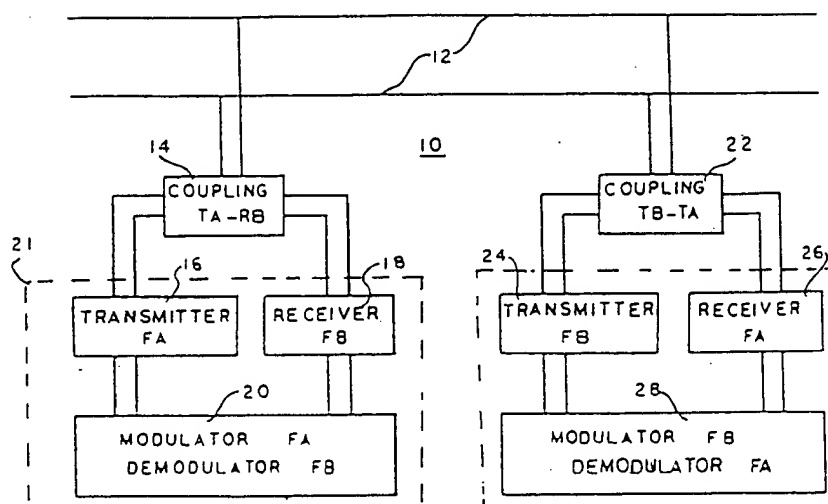 12
14
10
22
COUPLING
TA-RB
COUPLING
TB-TA
21
16
18
24
26
TRANSMITTER
FA
RECEIVER
FB
TRANSMITTER
FB
RECEIVER
FA
20
28
MODULATOR FA
DEMODULATOR FB
MODULATOR FB
DEMODULATOR FA